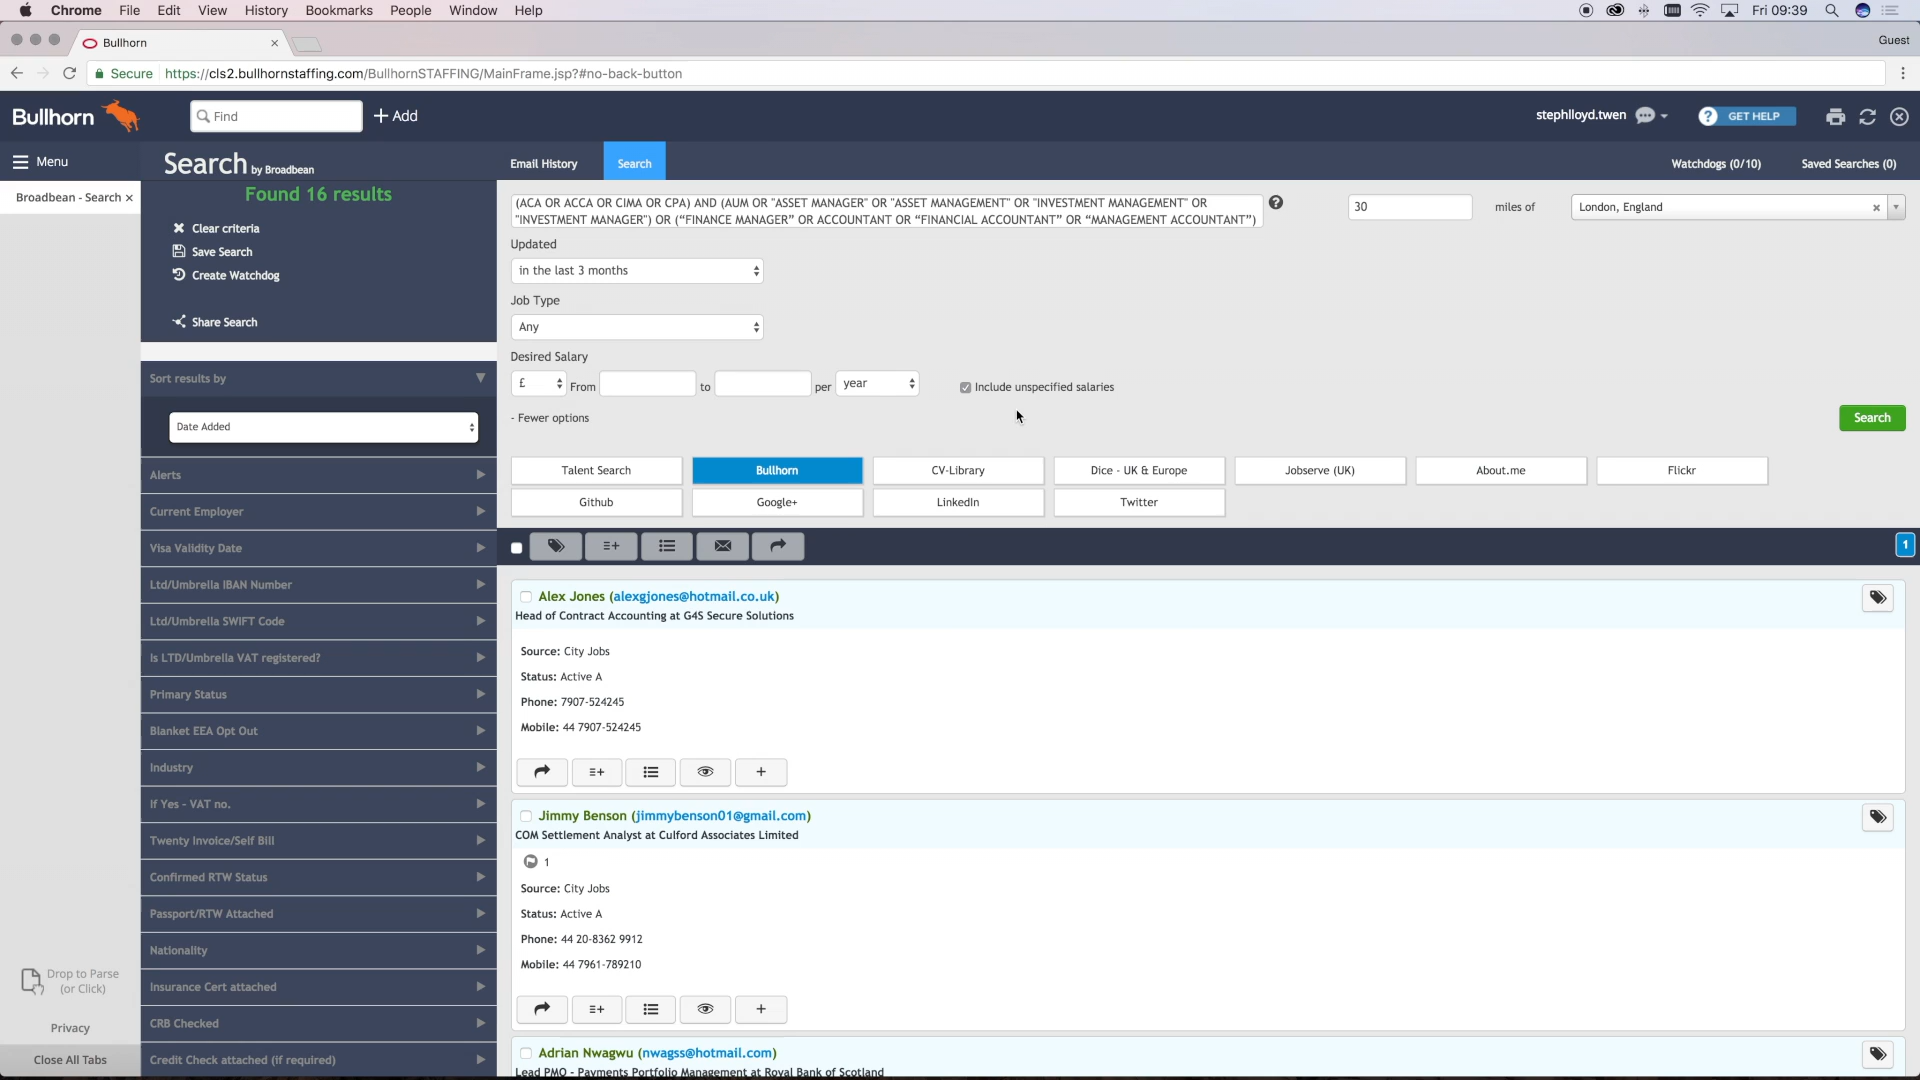 Chrome File Edit View History Bookmarks People Window Help Fri 09:39
Bullhorn Guest
Secure https://cls2.bullhornstaffing.com/BullhornSTAFFING/MainFrame.jsp?#no-back-button
Bullhorn Find + Add stephlloyd.twen ? GET HELP
Menu Search by Broadbean Email History Search Watchdogs (0/10) Saved Searches (0)
Broadbean - Search ×
Found 16 results
Clear criteria
Save Search
Create Watchdog
Share Search
(ACA OR ACCA OR CIMA OR CPA) AND (AUM OR "ASSET MANAGER" OR "ASSET MANAGEMENT" OR "INVESTMENT MANAGEMENT" OR
"INVESTMENT MANAGER") OR (“FINANCE MANAGER” OR ACCOUNTANT OR “FINANCIAL ACCOUNTANT” OR “MANAGEMENT ACCOUNTANT”)
? 30 miles of London, England
Updated
in the last 3 months
Job Type
Any
Desired Salary
£ From to per year Include unspecified salaries
- Fewer options Search
Sort results by
Date Added
Alerts
Current Employer
Visa Validity Date
Ltd/Umbrella IBAN Number
Ltd/Umbrella SWIFT Code
Is LTD/Umbrella VAT registered?
Primary Status
Blanket EEA Opt Out
Industry
If Yes - VAT no.
Twenty Invoice/Self Bill
Confirmed RTW Status
Passport/RTW Attached
Nationality
Insurance Cert attached
CRB Checked
Credit Check attached (if required)
Talent Search Bullhorn CV-Library Dice - UK & Europe Jobserve (UK) About.me Flickr
Github Google+ LinkedIn Twitter
1
Alex Jones (alexgjones@hotmail.co.uk)
Head of Contract Accounting at G4S Secure Solutions
Source: City Jobs
Status: Active A
Phone: 7907-524245
Mobile: 44 7907-524245
Jimmy Benson (jimmybenson01@gmail.com)
COM Settlement Analyst at Culford Associates Limited
1
Source: City Jobs
Status: Active A
Phone: 44 20-8362 9912
Mobile: 44 7961-789210
Adrian Nwagwu (nwagss@hotmail.com)
Lead PMO - Payments Portfolio Management at Royal Bank of Scotland
Drop to Parse
(or Click)
Privacy
Close All Tabs